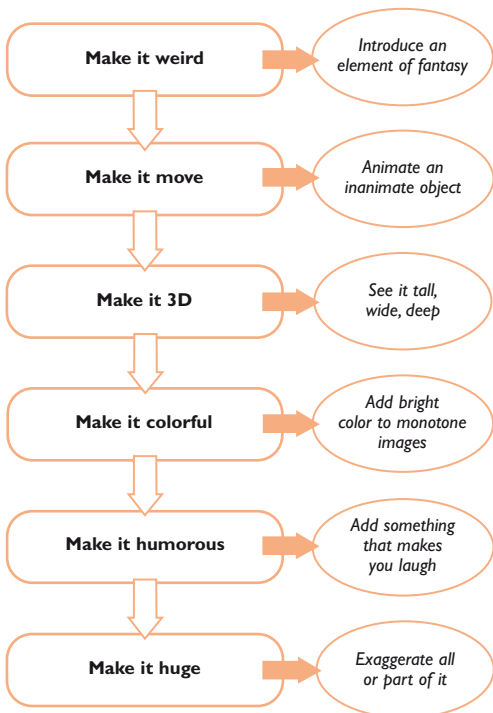 Make it weird
Introduce an
element of fantasy
Make it move
Animate an
inanimate object
Make it 3D
See it tall,
wide, deep
Make it colorful
Add bright
color to monotone
images
Make it humorous
Add something
that makes
you laugh
Make it huge
Exaggerate all
or part of it